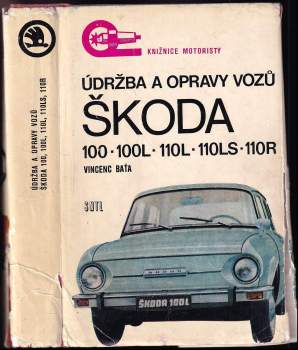 ÚDRŽBA A OPRAVY VOZŮ
ŠKODA 100, 100L, 110L, 110LS, 110R
KNIŽNICE MOTORISTY
ÚDRŽBA A OPRAVY VOZŮ
ŠKODA
100·100L·110L·110LS·110R
VINCENC BAŤA
SNTL
ŠKODA
ŠKODA 100L